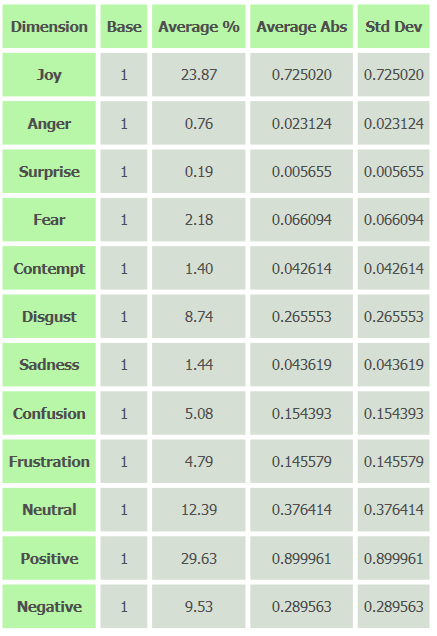 Dimension Base Average % Average Abs Std Dev
Joy 1 23.87 0.725020 0.725020
Anger 1 0.76 0.023124 0.023124
Surprise 1 0.19 0.005655 0.005655
Fear 1 2.18 0.066094 0.066094
Contempt 1 1.40 0.042614 0.042614
Disgust 1 8.74 0.265553 0.265553
Sadness 1 1.44 0.043619 0.043619
Confusion 1 5.08 0.154393 0.154393
Frustration 1 4.79 0.145579 0.145579
Neutral 1 12.39 0.376414 0.376414
Positive 1 29.63 0.899961 0.899961
Negative 1 9.53 0.289563 0.289563